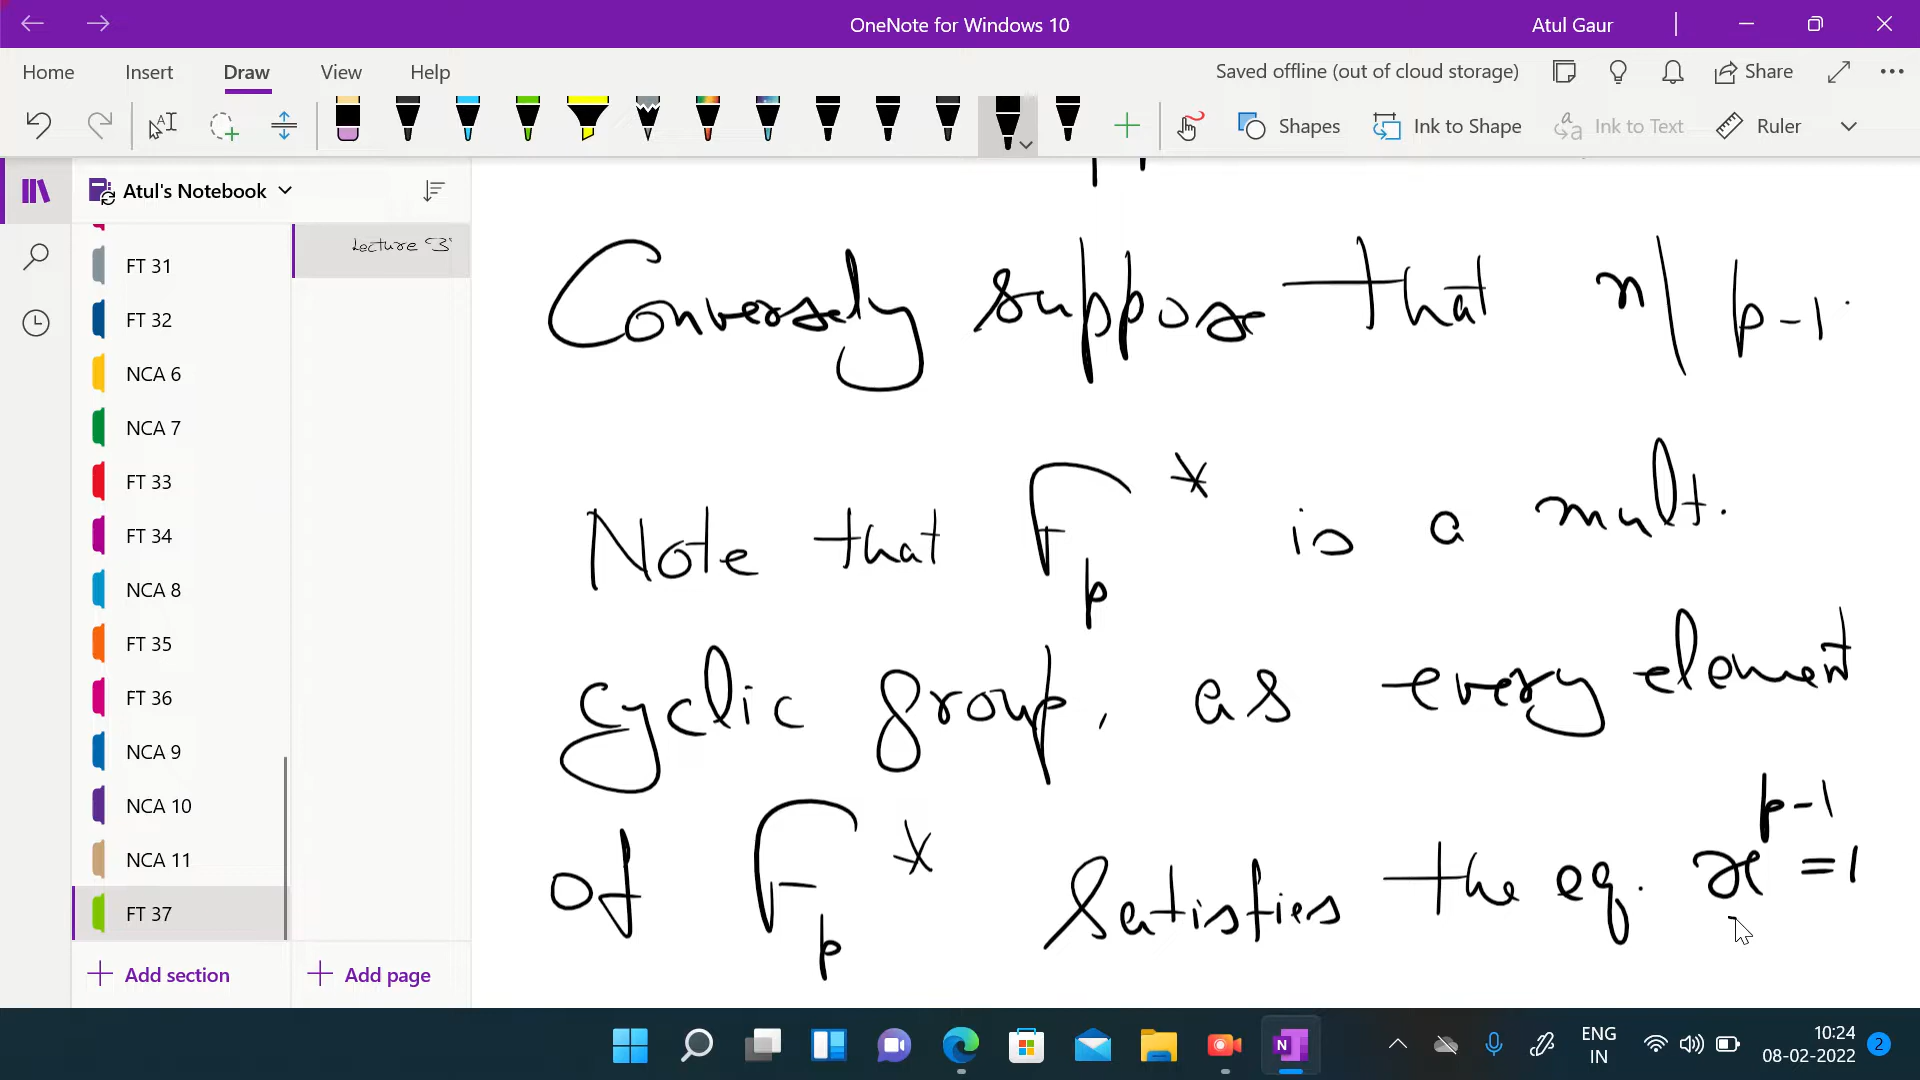 OneNote for Windows 10
Atul Gaur
Home Insert Draw View Help
Saved offline (out of cloud storage)
Share
Shapes
Ink to Shape
Ink to Text
Ruler
Atul's Notebook
FT 31
FT 32
NCA 6
NCA 7
FT 33
FT 34
NCA 8
FT 35
FT 36
NCA 9
NCA 10
NCA 11
FT 37
Add section
Lecture 3
Add page
Conversely suppose that n/p-1.
Note that F_p^* is a mult.
cyclic group, as every element
of F_p^* satisfies the eq. x^{p-1} = 1
ENG
IN
10:24
08-02-2022
2